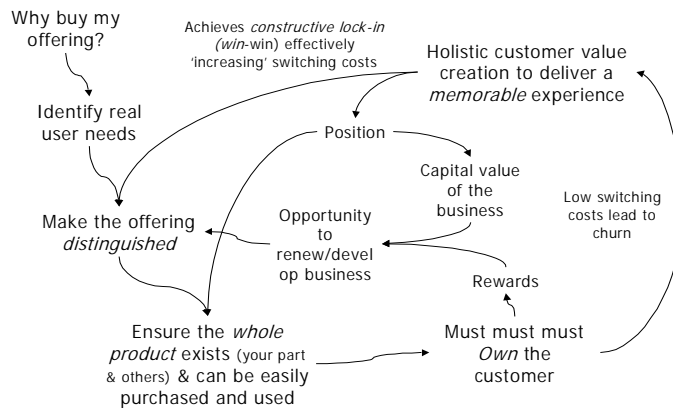 Why buy my
offering?
Achieves constructive lock-in
(win-win) effectively
'increasing' switching costs
Holistic customer value
creation to deliver a
memorable experience
Identify real
user needs
Position
Capital value
of the
business
Low switching
costs lead to
churn
Make the offering
distinguished
Opportunity
to
renew/devel
op business
Rewards
Ensure the whole
product exists (your part
& others) & can be easily
purchased and used
Must must must
Own the
customer